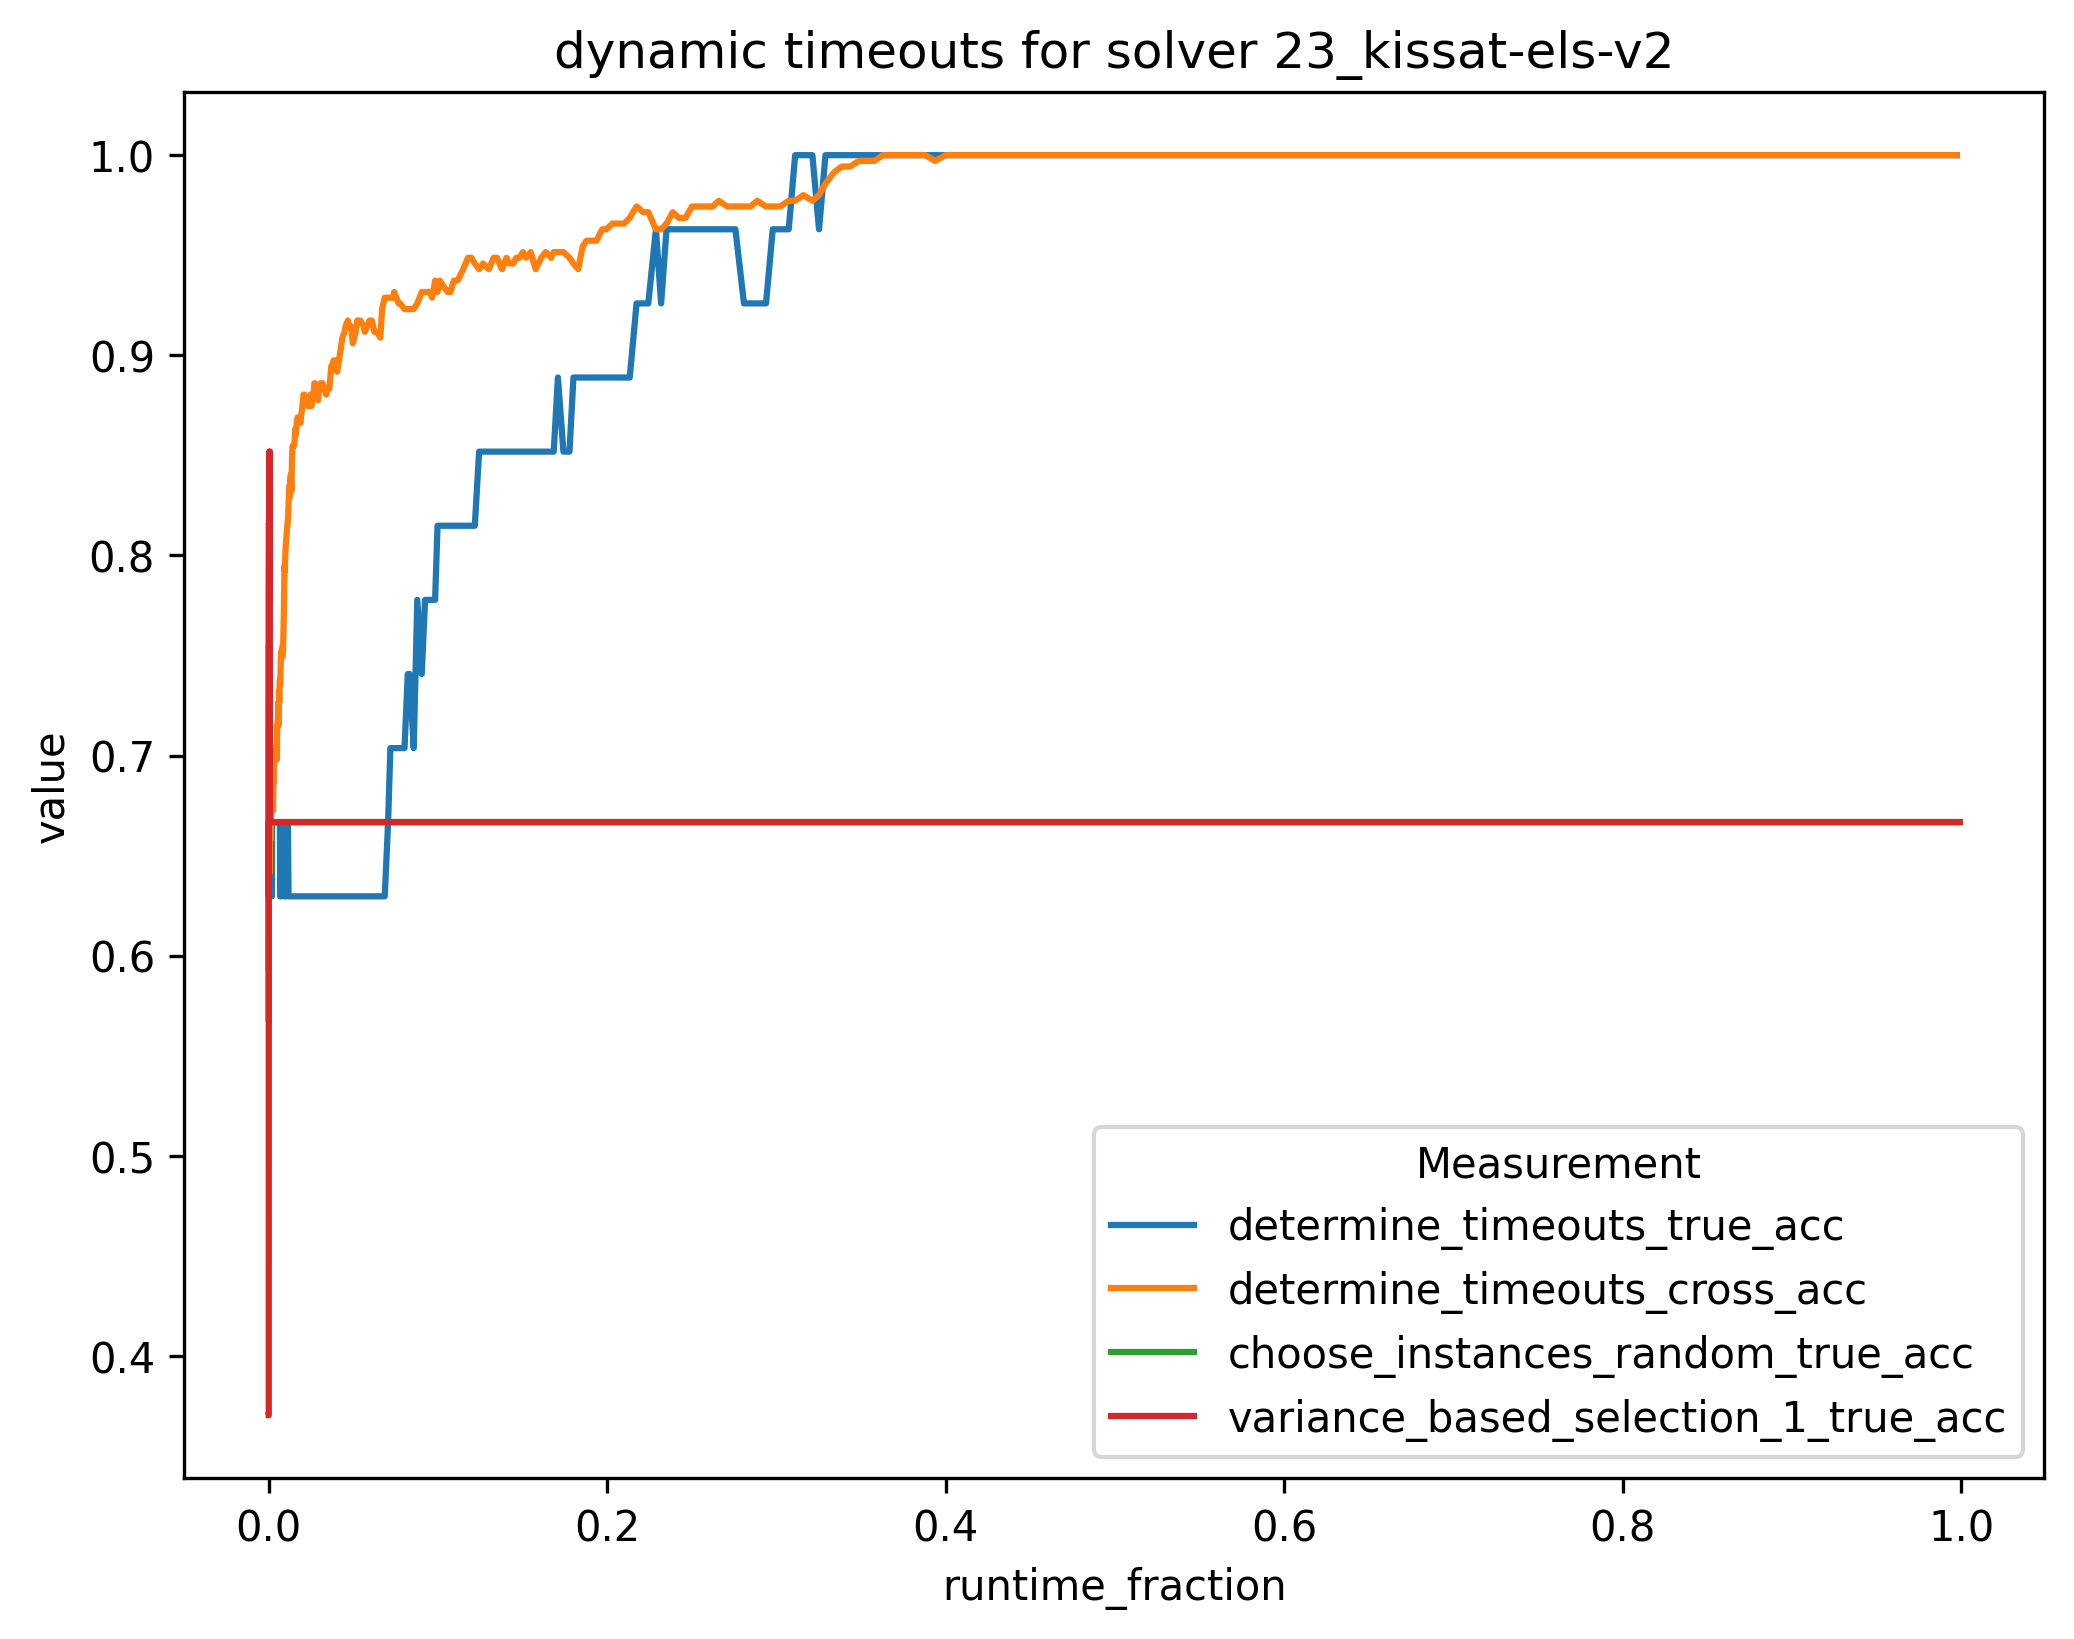 dynamic timeouts for solver 23_kissat-els-v2
value
1.0
0.9
0.8
0.7
0.6
0.5
0.4
Measurement
determine_timeouts_true_acc
determine_timeouts_cross_acc
choose_instances_random_true_acc
variance_based_selection_1_true_acc
0.0 0.2 0.4 0.6 0.8 1.0
runtime_fraction